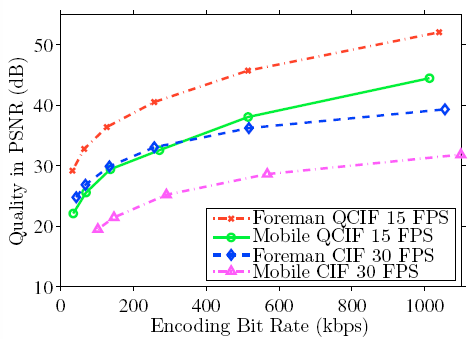 Quality in PSNR (dB)
50
40
30
20
10
0
200
400
600
800
1000
Encoding Bit Rate (kbps)
Foreman QCIF 15 FPS
Mobile QCIF 15 FPS
Foreman CIF 30 FPS
Mobile CIF 30 FPS